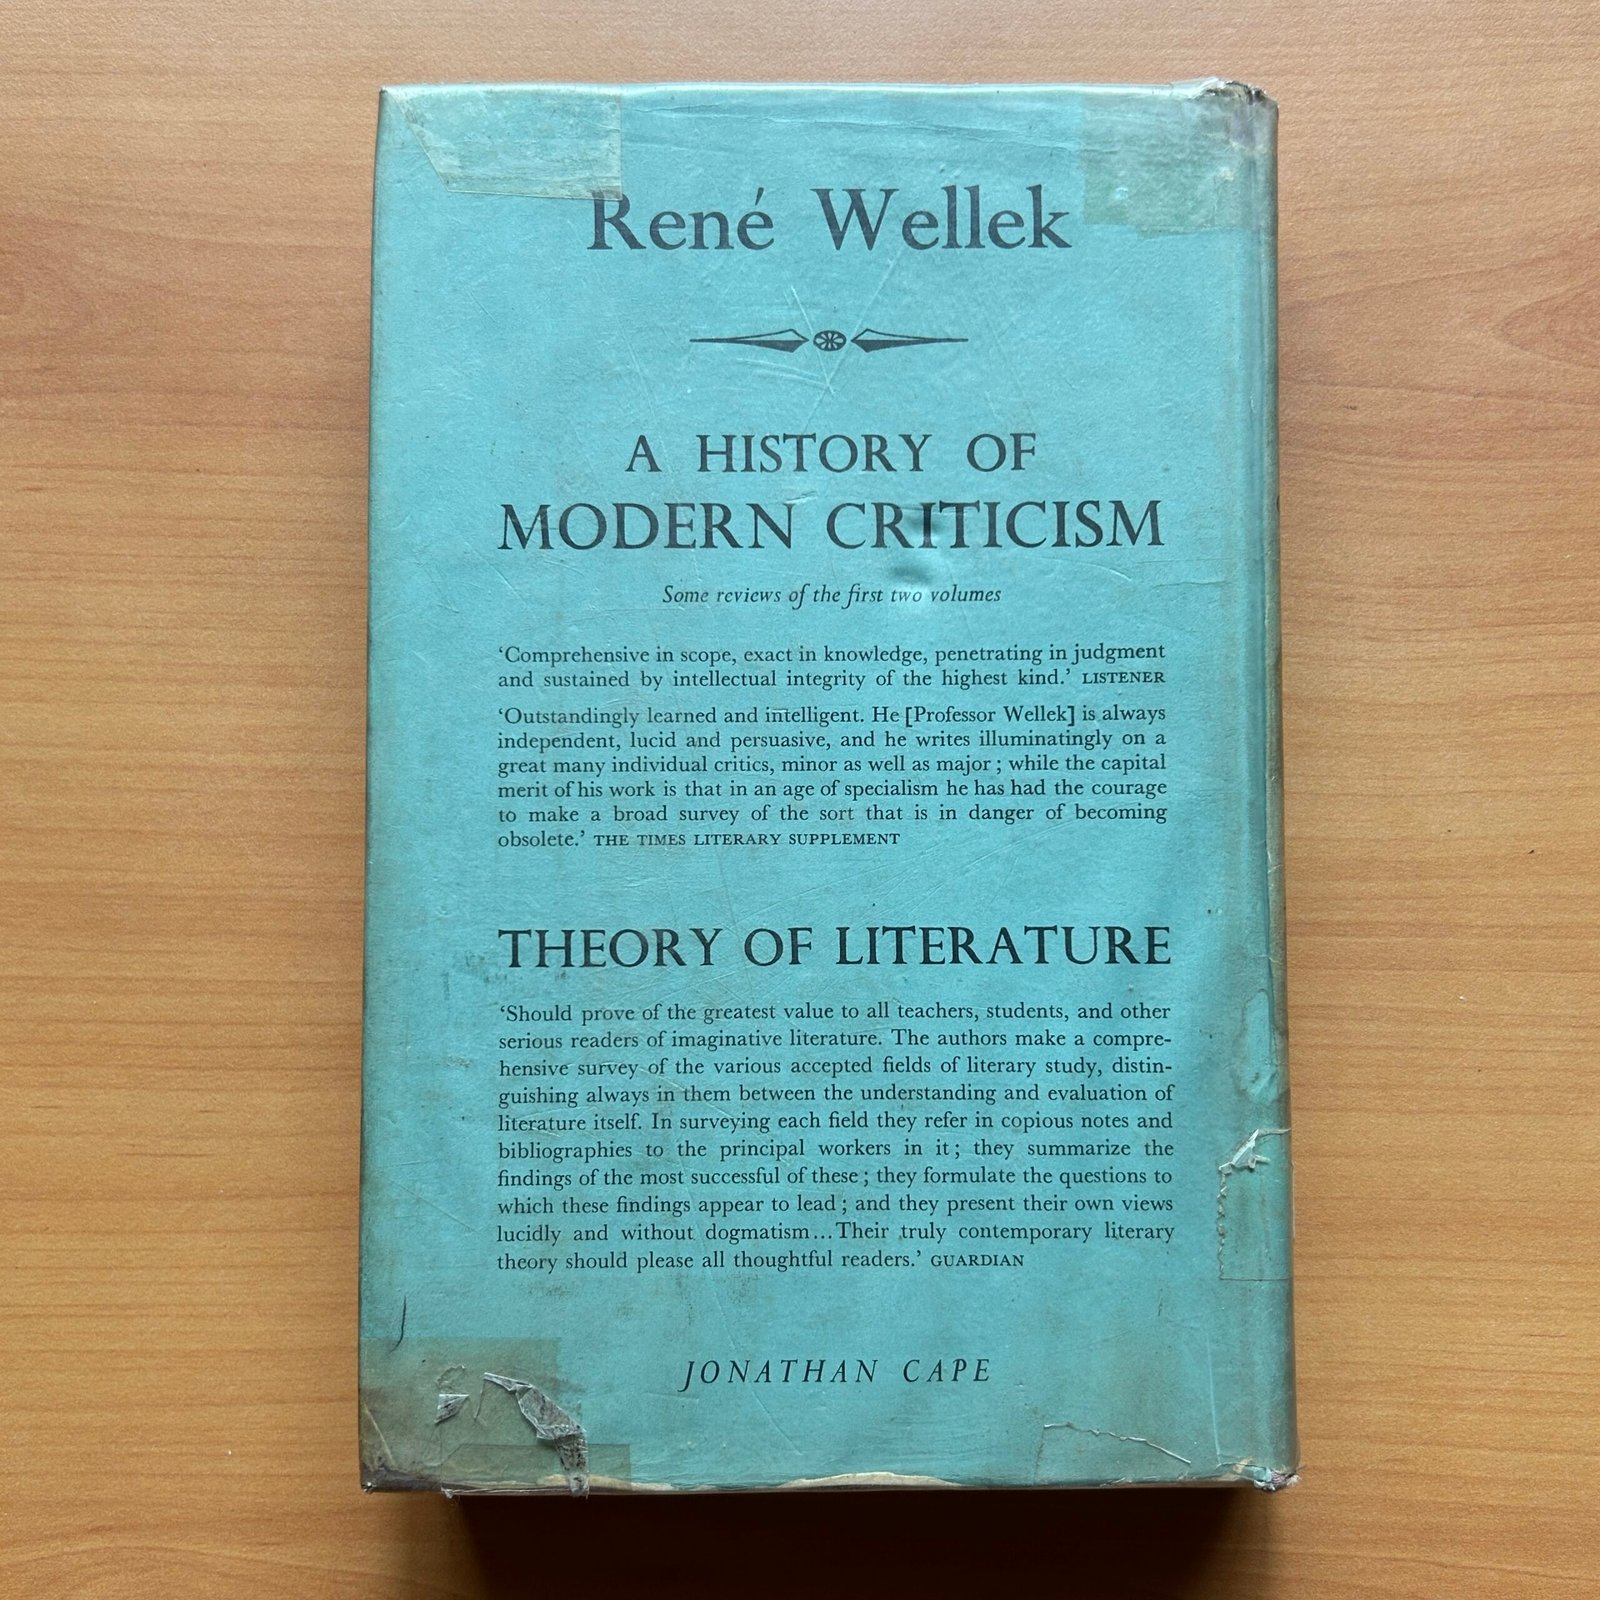 René Wellek
A HISTORY OF
MODERN CRITICISM
Some reviews of the first two volumes
‘Comprehensive in scope, exact in knowledge, penetrating in judgment
and sustained by intellectual integrity of the highest kind.’ LISTENER
‘Outstandingly learned and intelligent. He [Professor Wellek] is always
independent, lucid and persuasive, and he writes illuminatingly on a
great many individual critics, minor as well as major; while the capital
merit of his work is that in an age of specialism he has had the courage
to make a broad survey of the sort that is in danger of becoming
obsolete.’ THE TIMES LITERARY SUPPLEMENT
THEORY OF LITERATURE
‘Should prove of the greatest value to all teachers, students, and other
serious readers of imaginative literature. The authors make a compre-
hensive survey of the various accepted fields of literary study, distin-
guishing always in them between the understanding and evaluation of
literature itself. In surveying each field they refer in copious notes and
bibliographies to the principal workers in it; they summarize the
findings of the most successful of these; they formulate the questions to
which these findings appear to lead; and they present their own views
lucidly and without dogmatism...Their truly contemporary literary
theory should please all thoughtful readers.’ GUARDIAN
JONATHAN CAPE